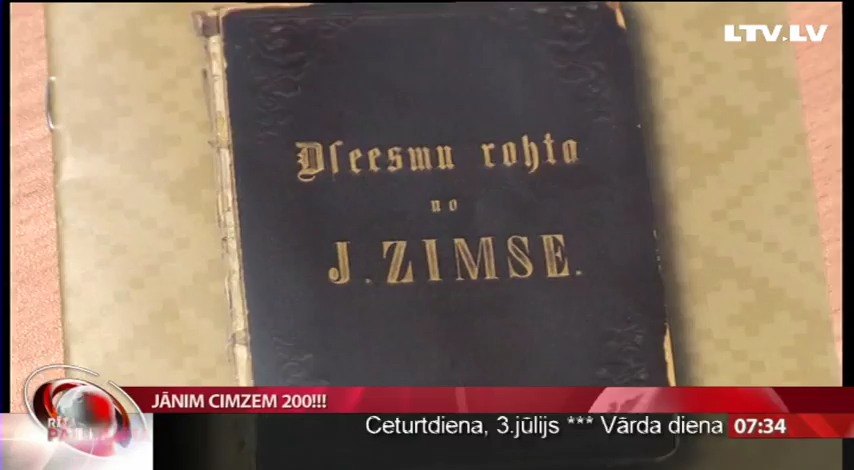 LTV.LV
Dſeesmu rohta
no
J. ZIMSE.
JĀNIM CIMZEM 200!!!
Ceturtdiena, 3.jūlijs *** Vārda diena 07:34